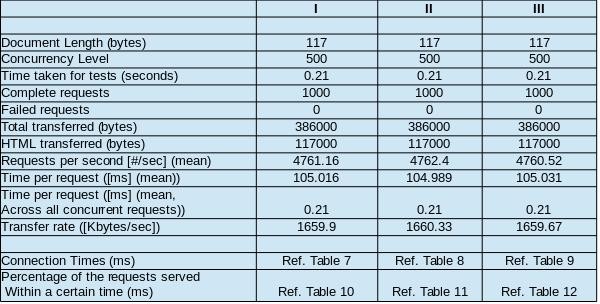 I II III
Document Length (bytes) 117 117 117
Concurrency Level 500 500 500
Time taken for tests (seconds) 0.21 0.21 0.21
Complete requests 1000 1000 1000
Failed requests 0 0 0
Total transferred (bytes) 386000 386000 386000
HTML transferred (bytes) 117000 117000 117000
Requests per second [#/sec] (mean) 4761.16 4762.4 4760.52
Time per request ([ms] (mean)) 105.016 104.989 105.031
Time per request ([ms] (mean,
Across all concurrent requests)) 0.21 0.21 0.21
Transfer rate ([Kbytes/sec]) 1659.9 1660.33 1659.67
Connection Times (ms) Ref. Table 7 Ref. Table 8 Ref. Table 9
Percentage of the requests served
Within a certain time (ms) Ref. Table 10 Ref. Table 11 Ref. Table 12